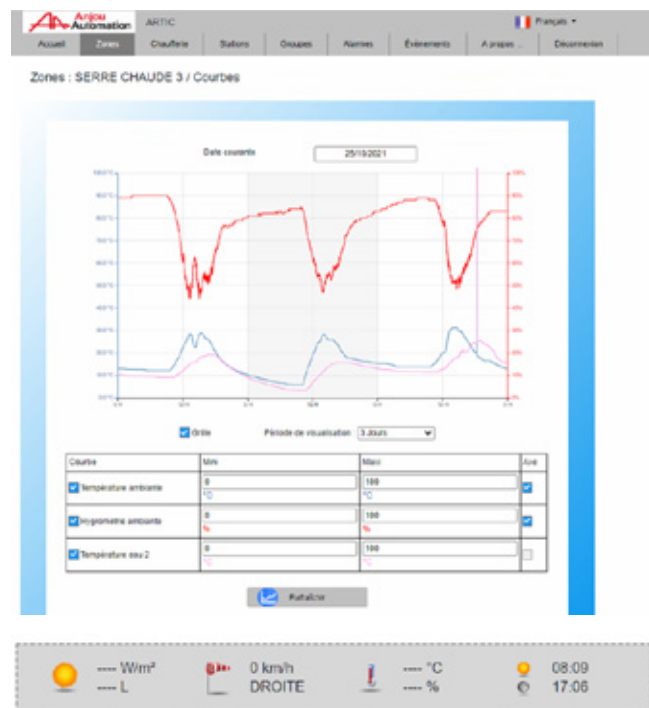 Anjou
Automation
ARTIC
Français
Accueil Zones Chaufferie Stations Groupes Alarmes Évènements A propos ... Déconnexion
Zones : SERRE CHAUDE 3 / Courbes
Date courante 25/10/2021
Grille Période de visualisation 3 Jours
Courbe Mini Maxi Axe
Température ambiante 0 100
°C °C
Hygrométrie ambiante 0 100
% %
Température eau 2 0 100
°C °C
Rafraîchir
---- W/m² 0 km/h ---- °C 08:09
---- L DROITE ---- % 17:06